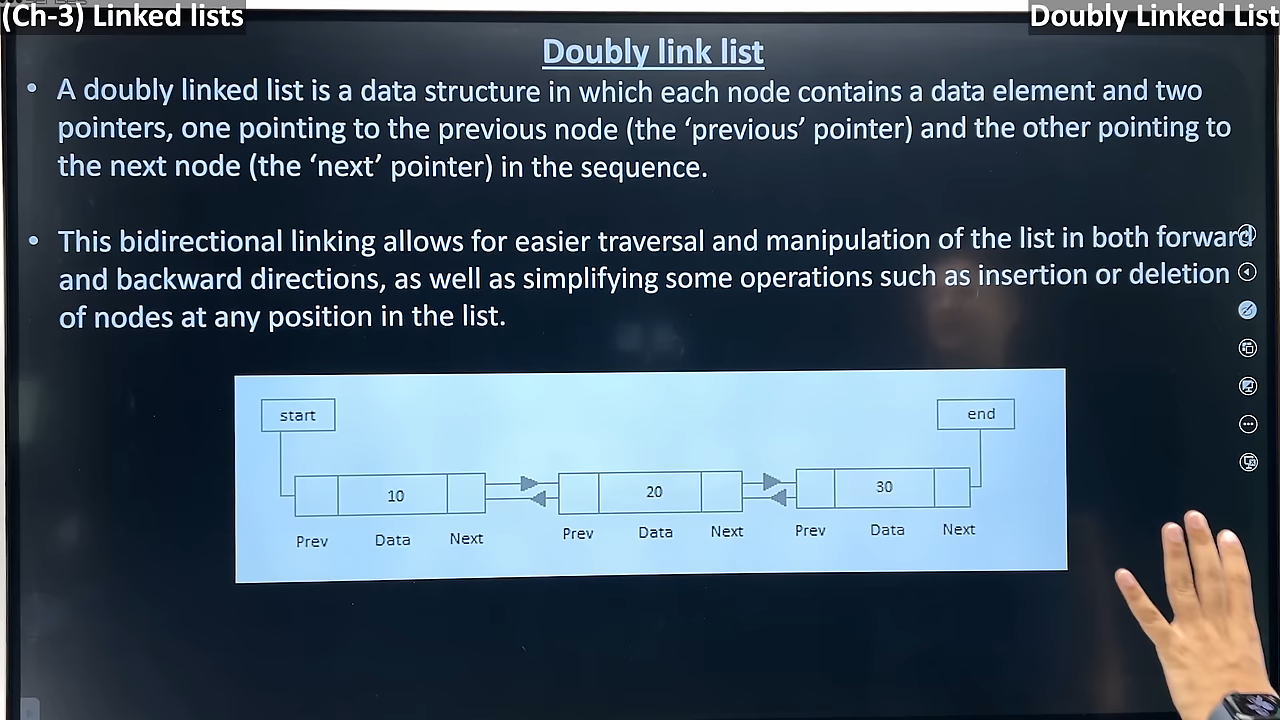 (Ch-3) Linked lists
Doubly Linked List
Doubly link list
• A doubly linked list is a data structure in which each node contains a data element and two
pointers, one pointing to the previous node (the ‘previous’ pointer) and the other pointing to
the next node (the ‘next’ pointer) in the sequence.
• This bidirectional linking allows for easier traversal and manipulation of the list in both forward
and backward directions, as well as simplifying some operations such as insertion or deletion
of nodes at any position in the list.
start
end
10
20
30
Prev
Data
Next
Prev
Data
Next
Prev
Data
Next